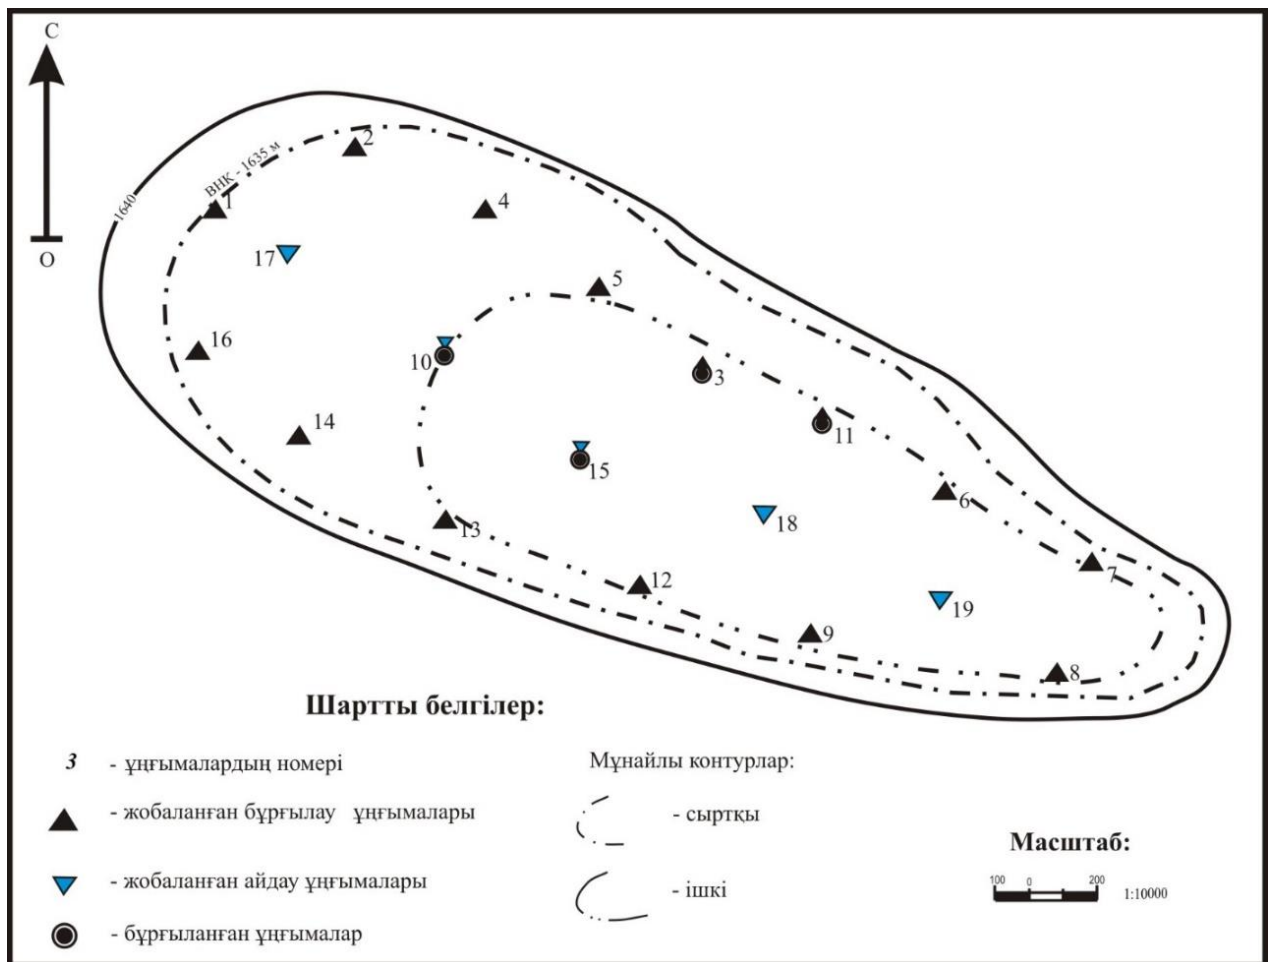 С
О
1640
ВНК - 1635 м
2
1
4
17
5
16
10
3
14
11
15
6
18
13
7
12
19
9
8
Шартты белгілер:
3 - ұңғымалардың номері
- жобаланған бұрғылау ұңғымалары
- жобаланған айдау ұңғымалары
- бұрғыланған ұңғымалар
Мұнайлы контурлар:
- сыртқы
- ішкі
Масштаб:
100 0 200
1:10000